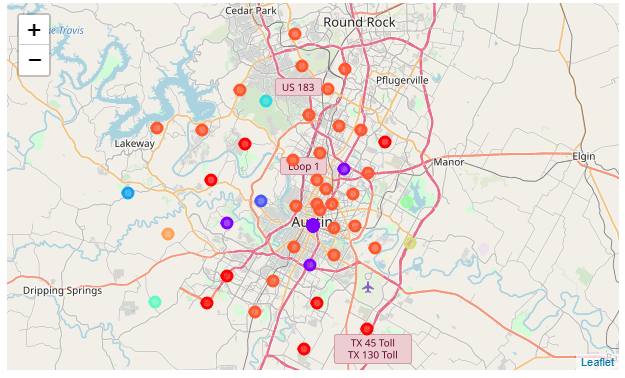 Cedar Park
Round Rock
+
−
Travis
US 183
Pflugerville
Lakeway
Loop 1
Manor
Elgin
Austin
Dripping Springs
TX 45 Toll
TX 130 Toll
Leaflet